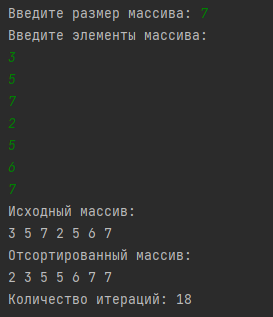 Введите размер массива: 7
Введите элементы массива:
3
5
7
2
5
6
7
Исходный массив:
3 5 7 2 5 6 7
Отсортированный массив:
2 3 5 5 6 7 7
Количество итераций: 18